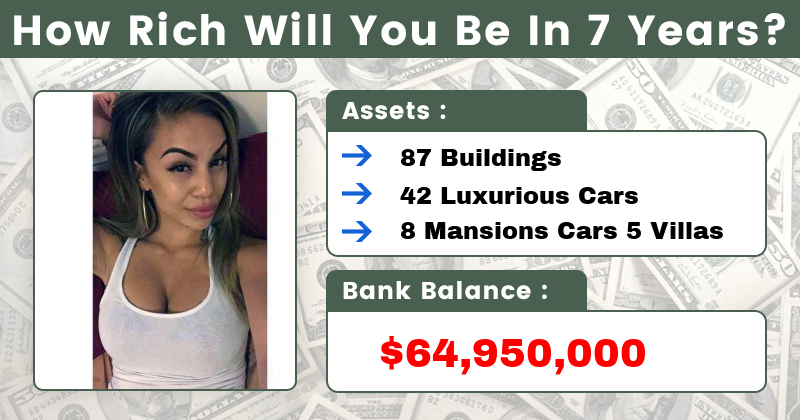 How Rich Will You Be In 7 Years?
Assets :
87 Buildings
42 Luxurious Cars
8 Mansions Cars 5 Villas
Bank Balance :
$64,950,000